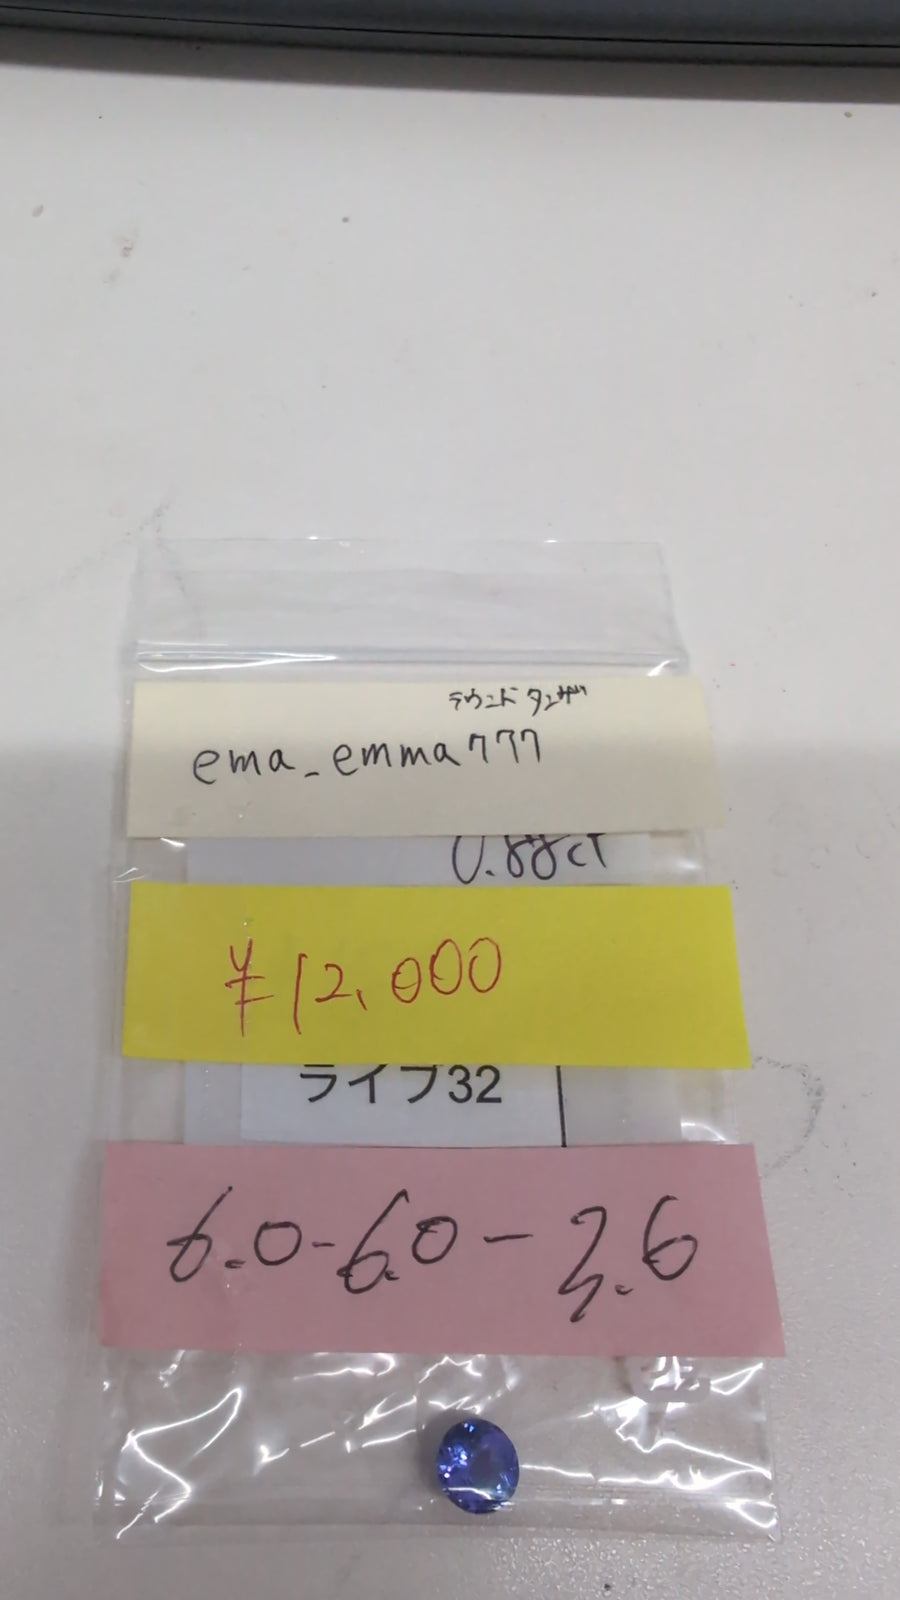 ラウンド タンザ
ema_emma777
0.88ct
¥12,000
ライブ32
6.0-6.0-3.6